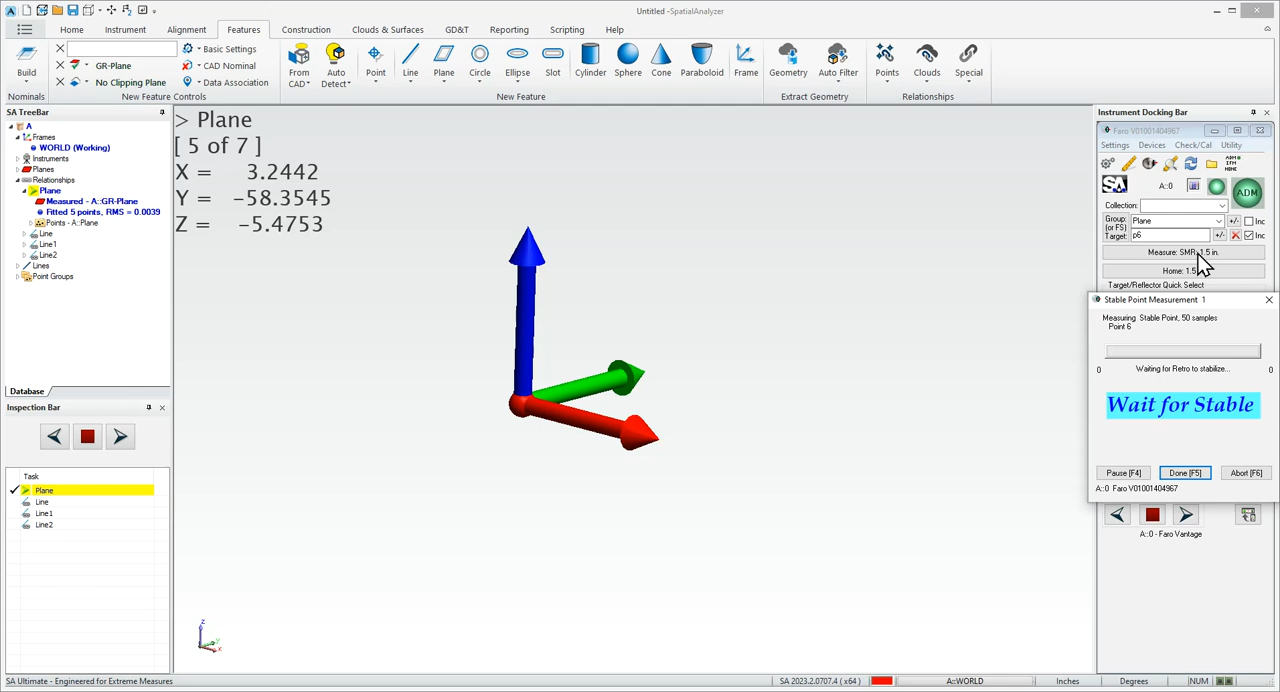 Untitled - SpatialAnalyzer
Home Instrument Alignment Features Construction Clouds & Surfaces GD&T Reporting Scripting Help
Build
Nominals
GR-Plane
No Clipping Plane
Basic Settings
CAD Nominal
Data Association
New Feature Controls
From CAD
Auto Detect
Point Line Plane Circle Ellipse Slot Cylinder Sphere Cone Paraboloid Frame
New Feature
Geometry Auto Filter
Extract Geometry
Points Clouds Special
Relationships
SA TreeBar
A
Frames
WORLD (Working)
Instruments
Planes
Relationships
Plane
Measured - A::GR-Plane
Fitted 5 points, RMS = 0.0039
Points - A::Plane
Line
Line1
Line2
Lines
Point Groups
Database
Inspection Bar
Task
Plane
Line
Line1
Line2
> Plane
[ 5 of 7 ]
X = 3.2442
Y = -58.3545
Z = -5.4753
Instrument Docking Bar
Faro V01001404967
Settings Devices Check/Cal Utility
ADM
IFM
HOME
SA
A::0
ADM
Collection:
Group: (or FS) Plane +/- Inc
Target: p6 +/- Inc
Measure: SMR: 1.5 in.
Home: 1.5
Target/Reflector Quick Select
Stable Point Measurement 1
Measuring Stable Point, 50 samples
Point 6
0 Waiting for Retro to stabilize... 0
Wait for Stable
Pause [F4] Done [F5] Abort [F6]
A::0 Faro V01001404967
A::0 - Faro Vantage
z
y
x
SA Ultimate - Engineered for Extreme Measures
SA 2023.2.0707.4 ( x64 )
A::WORLD
Inches
Degrees
NUM